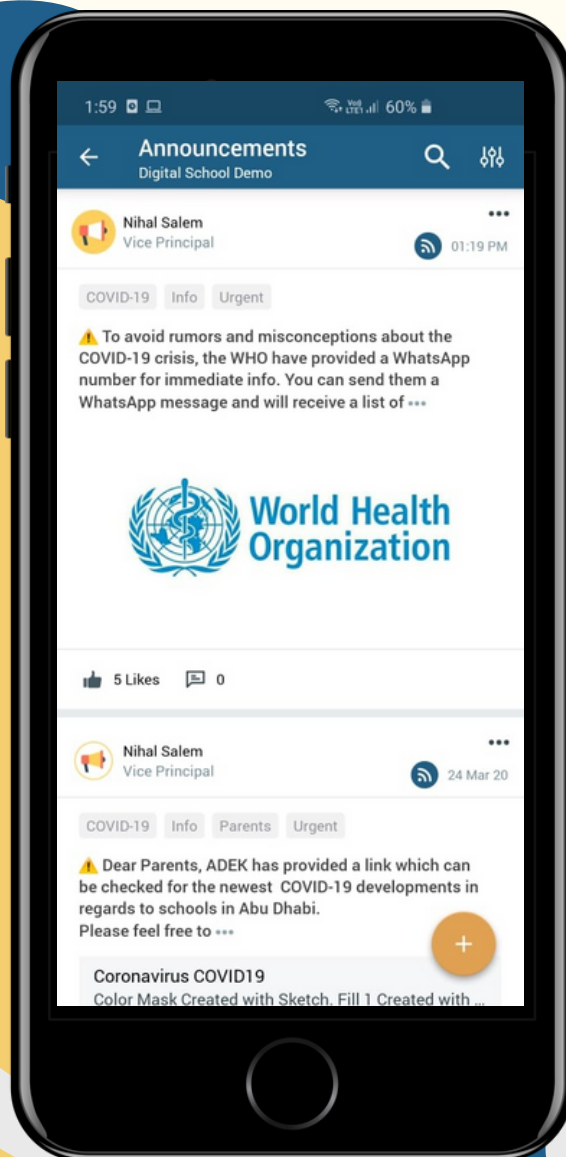 1:59
VoD LTE1 60%
Announcements
Digital School Demo
Nihal Salem
Vice Principal
01:19 PM
COVID-19 Info Urgent
⚠ To avoid rumors and misconceptions about the
COVID-19 crisis, the WHO have provided a WhatsApp
number for immediate info. You can send them a
WhatsApp message and will receive a list of •••
World Health
Organization
5 Likes 0
Nihal Salem
Vice Principal
24 Mar 20
COVID-19 Info Parents Urgent
⚠ Dear Parents, ADEK has provided a link which can
be checked for the newest COVID-19 developments in
regards to schools in Abu Dhabi.
Please feel free to •••
Coronavirus COVID19
Color Mask Created with Sketch. Fill 1 Created with ...